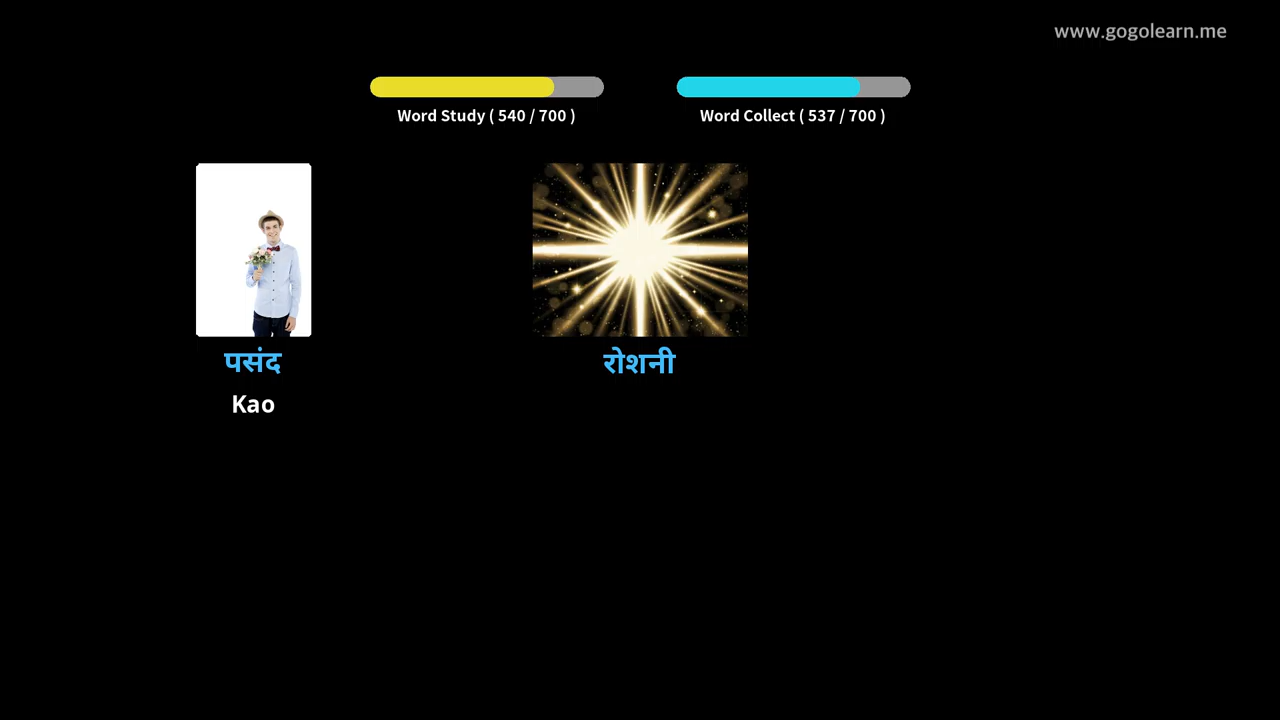 www.gogolearn.me
Word Study ( 540 / 700 )
Word Collect ( 537 / 700 )
पसंद
रोशनी
Kao